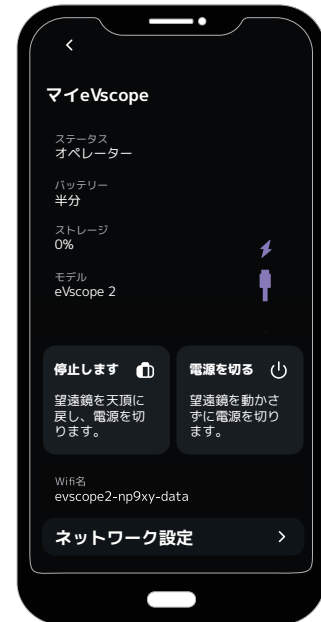 マイeVscope
ステータス
オペレーター
バッテリー
半分
ストレージ
0%
モデル
eVscope 2
停止します
望遠鏡を天頂に
戻し、電源を切
ります。
電源を切る
望遠鏡を動かさ
ずに電源を切り
ます。
Wifi名
evscope2-np9xy-data
ネットワーク設定